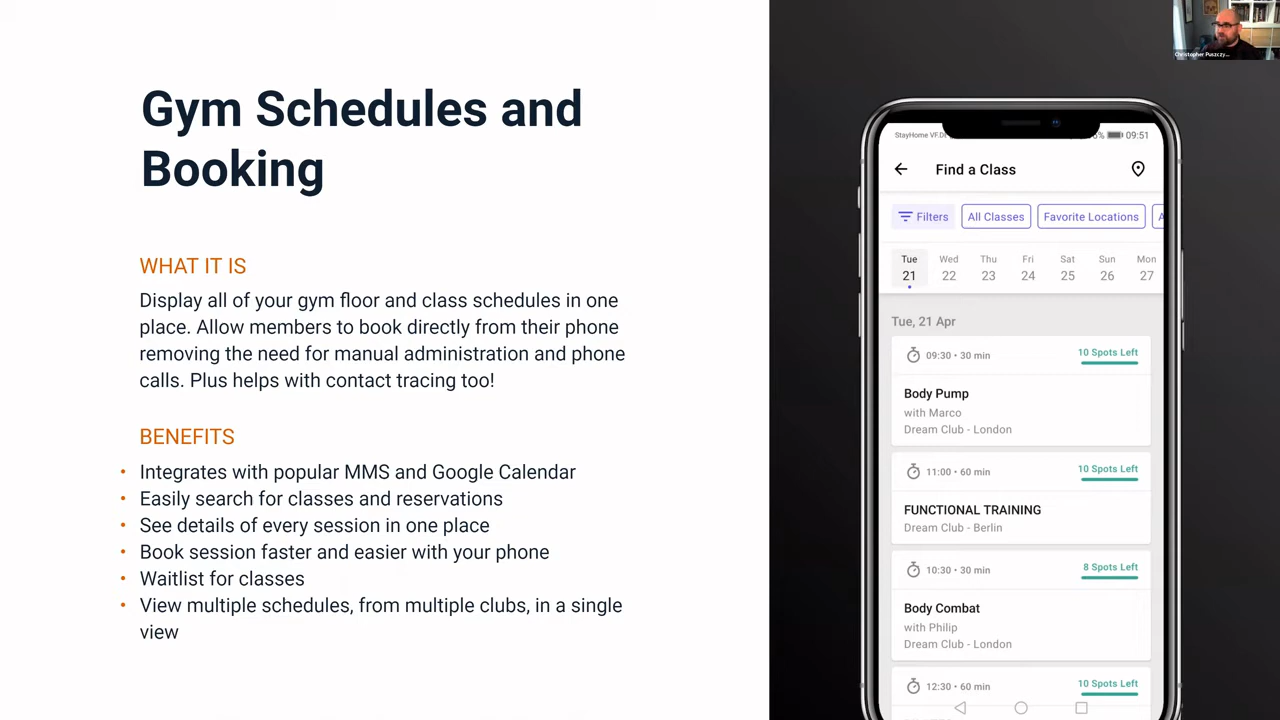 Gym Schedules and
Booking
WHAT IT IS
Display all of your gym floor and class schedules in one
place. Allow members to book directly from their phone
removing the need for manual administration and phone
calls. Plus helps with contact tracing too!
BENEFITS
• Integrates with popular MMS and Google Calendar
• Easily search for classes and reservations
• See details of every session in one place
• Book session faster and easier with your phone
• Waitlist for classes
• View multiple schedules, from multiple clubs, in a single
view
Christopher Puszczy...
StayHome VF.DE 09:51
Find a Class
Filters All Classes Favorite Locations
Tue Wed Thu Fri Sat Sun Mon
21 22 23 24 25 26 27
Tue, 21 Apr
09:30 • 30 min 10 Spots Left
Body Pump
with Marco
Dream Club - London
11:00 • 60 min 10 Spots Left
FUNCTIONAL TRAINING
Dream Club - Berlin
10:30 • 30 min 8 Spots Left
Body Combat
with Philip
Dream Club - London
12:30 • 60 min 10 Spots Left